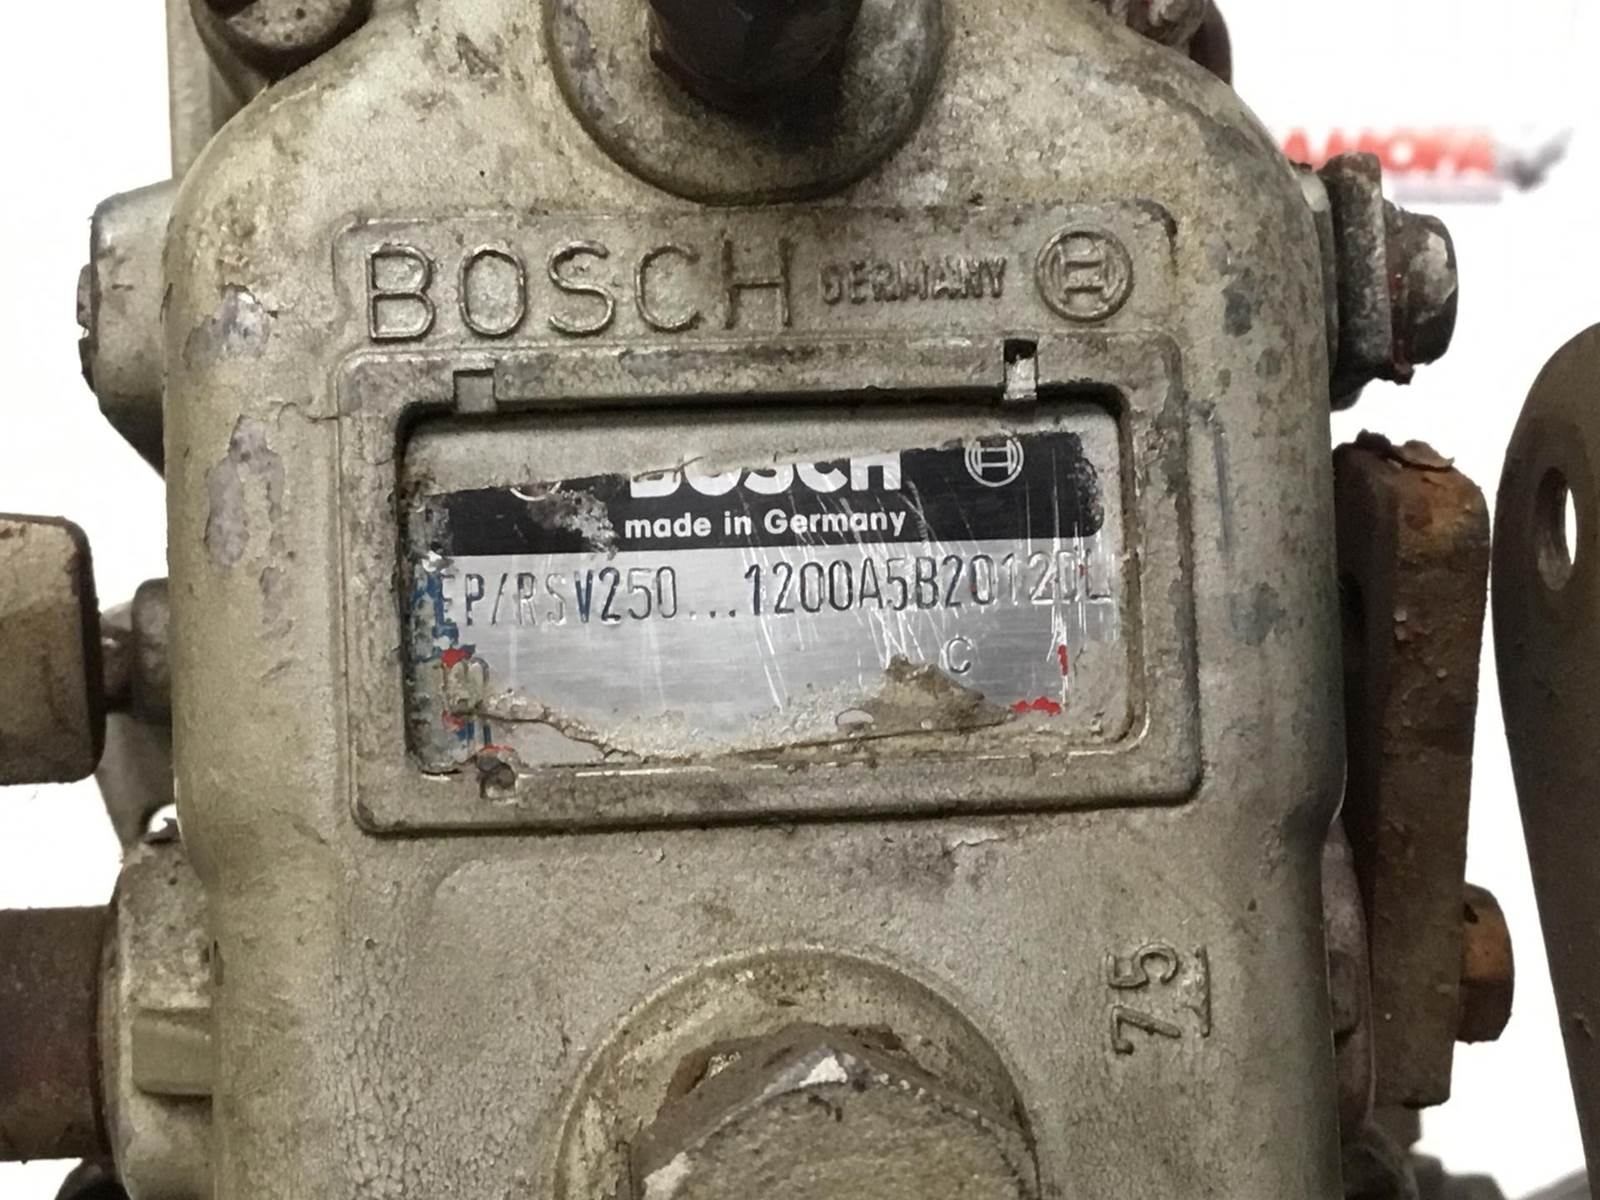 BOSCH GERMANY
BOSCH
made in Germany
EP/RSV250...1200A5B2012DL
C
75